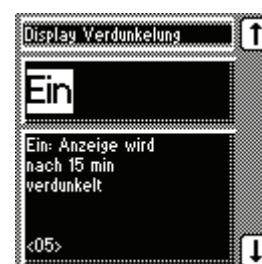 Display Verdunkelung
Ein
Ein: Anzeige wird
nach 15 min
verdunkelt
<05>